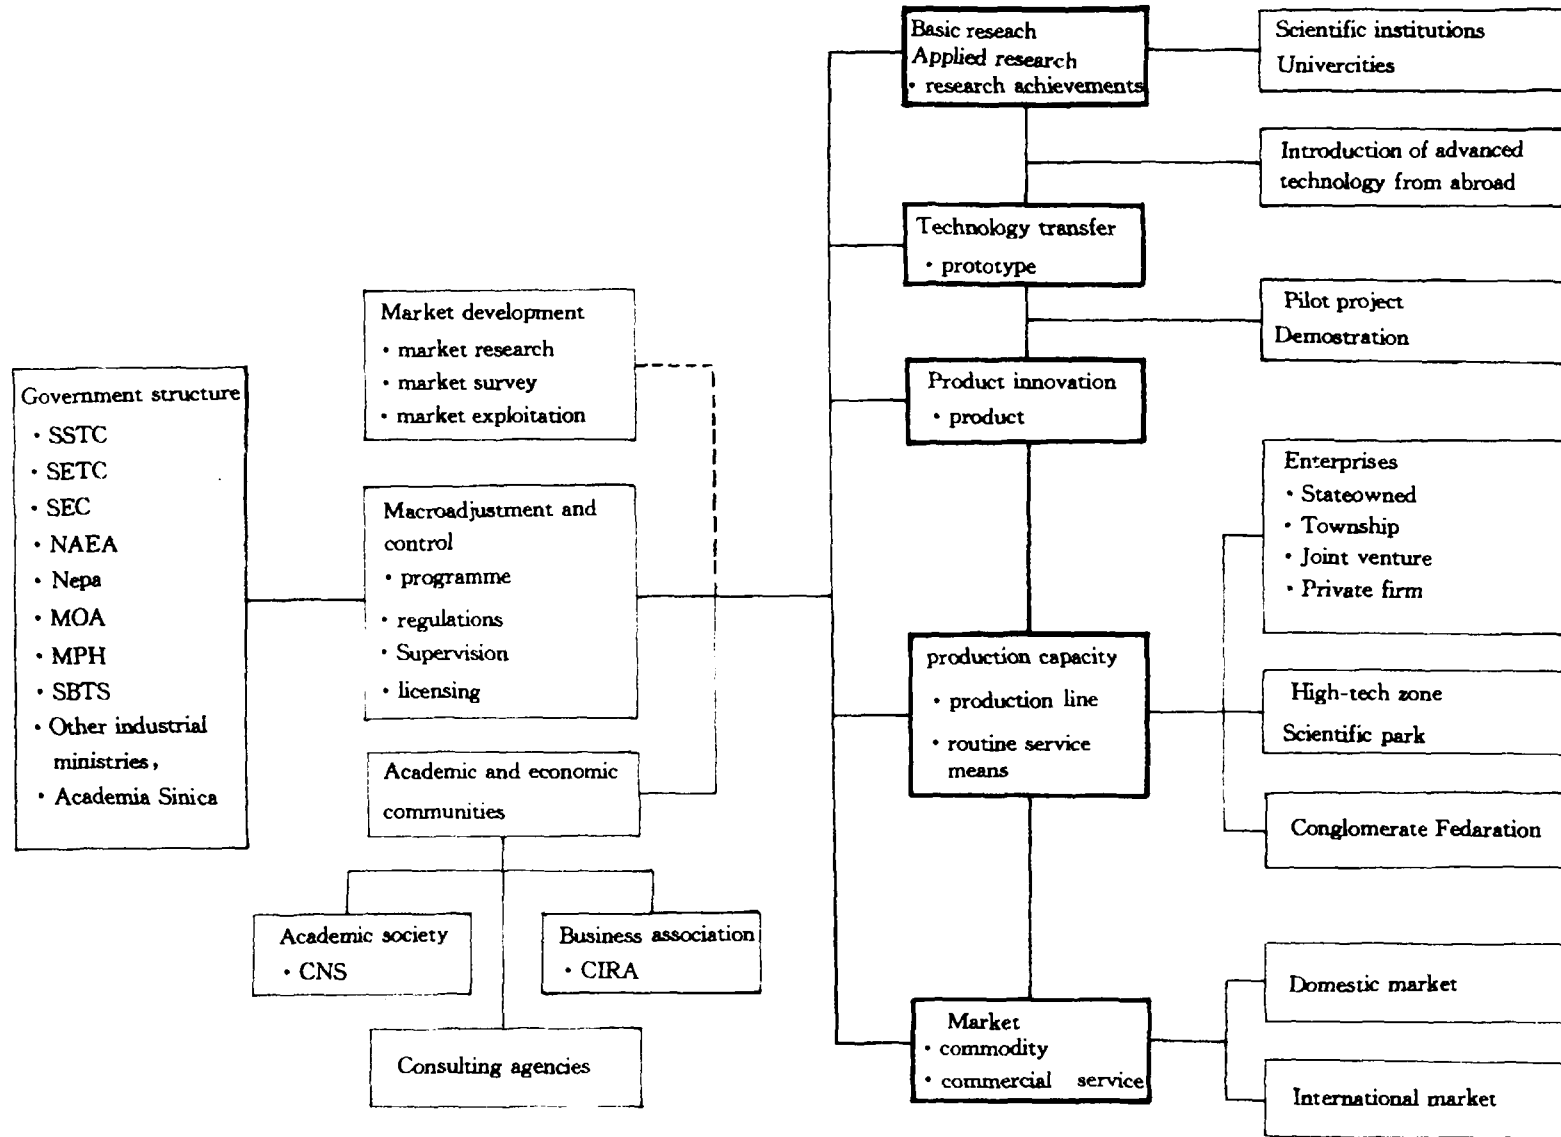 Government structure
· SSTC
· SETC
· SEC
· NAEA
· Nepa
· MOA
· MPH
· SBTS
· Other industrial
ministries,
· Academia Sinica
Market development
· market research
· market survey
· market exploitation
Macroadjustment and
control
· programme
· regulations
· Supervision
· licensing
Academic and economic
communities
Academic society
· CNS
Business association
· CIRA
Consulting agencies
Basic reseach
Applied research
· research achievements
Technology transfer
· prototype
Product innovation
· product
production capacity
· production line
· routine service
means
Market
· commodity
· commercial service
Scientific institutions
Univercities
Introduction of advanced
technology from abroad
Pilot project
Demostration
Enterprises
· Stateowned
· Township
· Joint venture
· Private firm
High-tech zone
Scientific park
Conglomerate Fedaration
Domestic market
International market